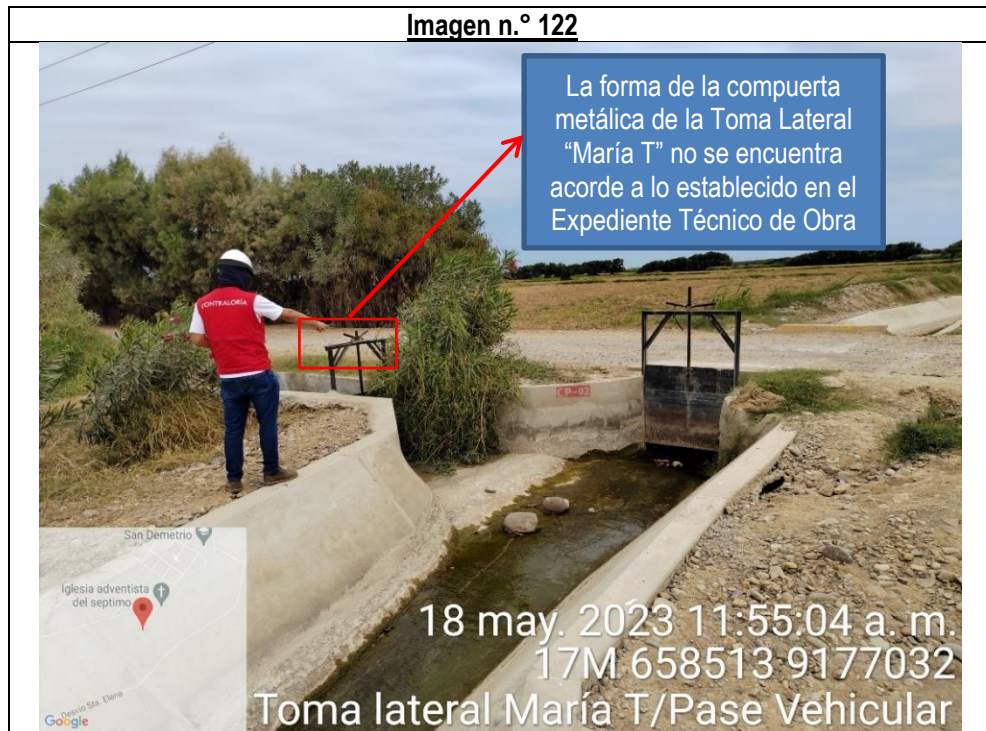 Imagen n.° 122
La forma de la compuerta
metálica de la Toma Lateral
“María T” no se encuentra
acorde a lo establecido en el
Expediente Técnico de Obra
CONTRALORÍA
CP-02
San Demetrio
Iglesia adventista
del septimo
Desvio Sta. Elena
Google
18 may. 2023 11:55:04 a. m.
17M 658513 9177032
Toma lateral María T/Pase Vehicular